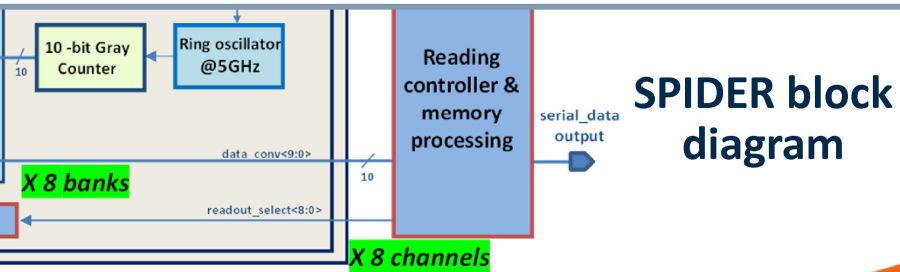 10 -bit Gray
Counter
10
Ring oscillator
@5GHz
Reading
controller &
memory
processing
serial_data
output
SPIDER block
diagram
data_conv<9:0>
10
X 8 banks
readout_select<8:0>
X 8 channels